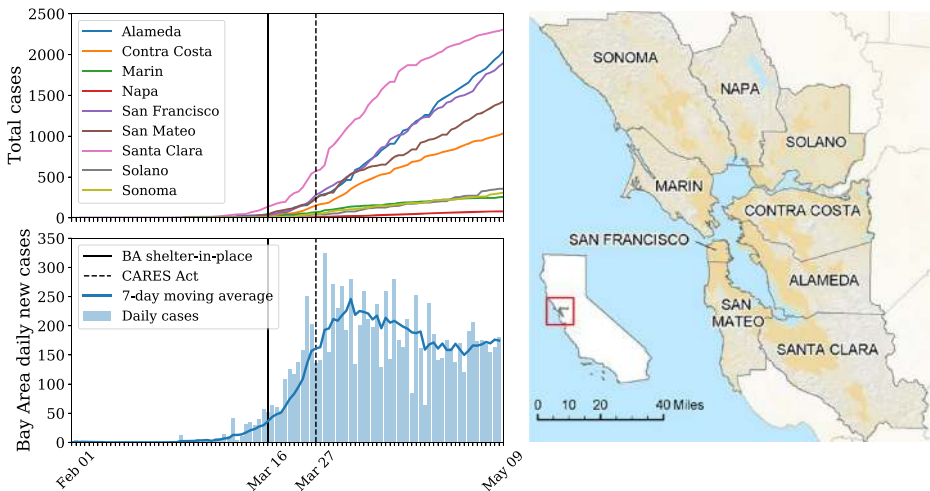 Total cases
2500
2000
1500
1000
500
0
Alameda
Contra Costa
Marin
Napa
San Francisco
San Mateo
Santa Clara
Solano
Sonoma
Bay Area daily new cases
350
300
250
200
150
100
50
0
BA shelter-in-place
CARES Act
7-day moving average
Daily cases
Feb 01
Mar 16
Mar 27
May 09
SONOMA
NAPA
SOLANO
MARIN
CONTRA COSTA
SAN FRANCISCO
ALAMEDA
SAN
MATEO
SANTA CLARA
0 10 20 40 Miles